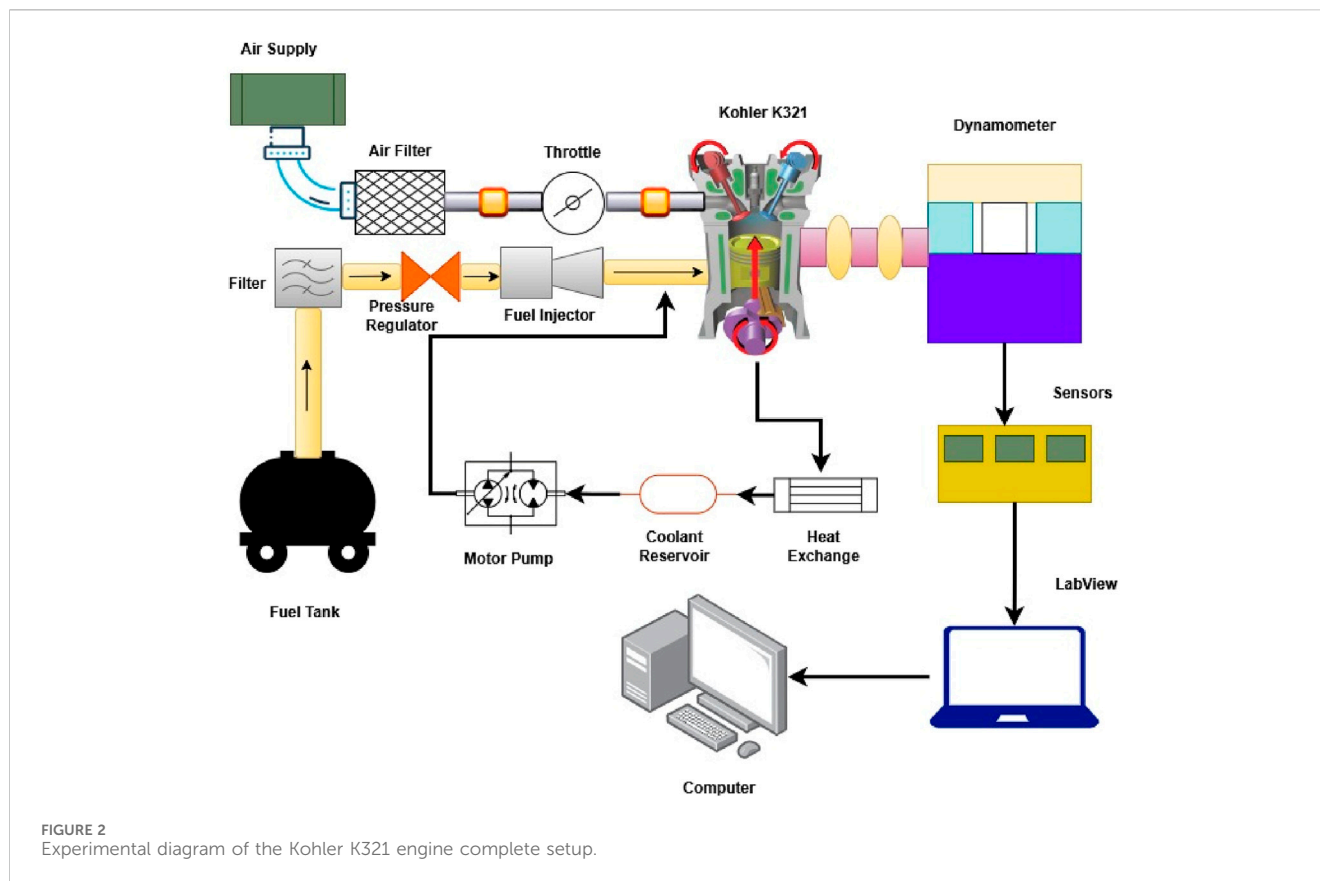 Air Supply
Kohler K321
Dynamometer
Air Filter
Throttle
Filter
Pressure
Regulator
Fuel Injector
Sensors
Motor Pump
Coolant
Reservoir
Heat
Exchange
LabView
Fuel Tank
Computer
FIGURE 2
Experimental diagram of the Kohler K321 engine complete setup.